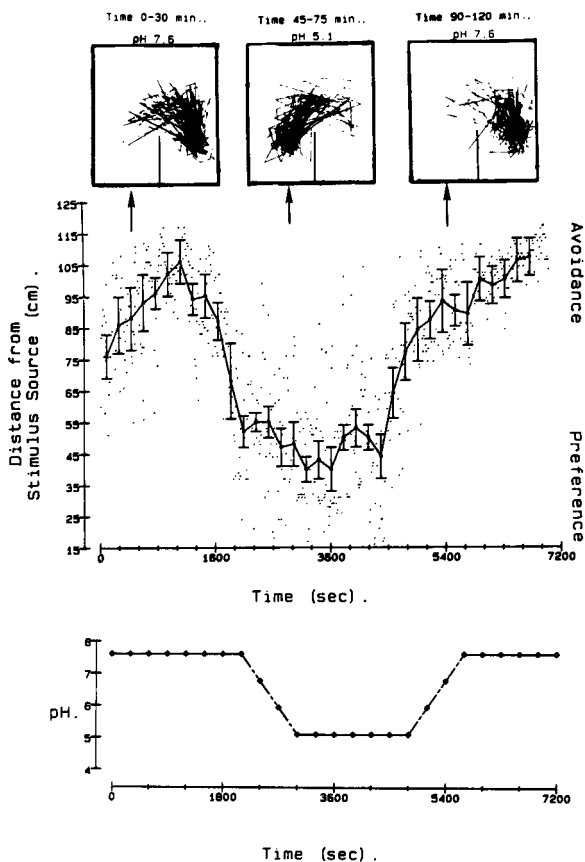 Time 0-30 min.. Time 45-75 min.. Time 90-120 min..
pH 7.6 pH 5.1 pH 7.6
125
115
105
95
85
75
65
55
45
35
25
15
Distance from
Stimulus Source (cm).
Avoidance
Preference
0 1800 3600 5400 7200
Time (sec).
8
7
6
5
4
pH.
0 1800 3600 5400 7200
Time (sec).